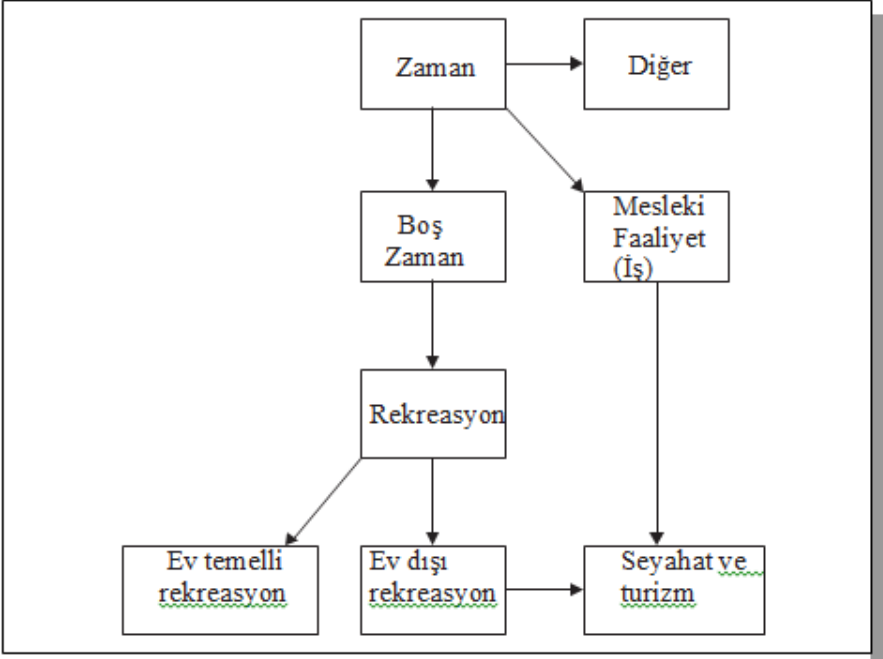 Zaman
Diğer
Boş
Zaman
Mesleki
Faaliyet
(İş)
Rekreasyon
Ev temelli
rekreasyon
Ev dışı
rekreasyon
Seyahat ve
turizm